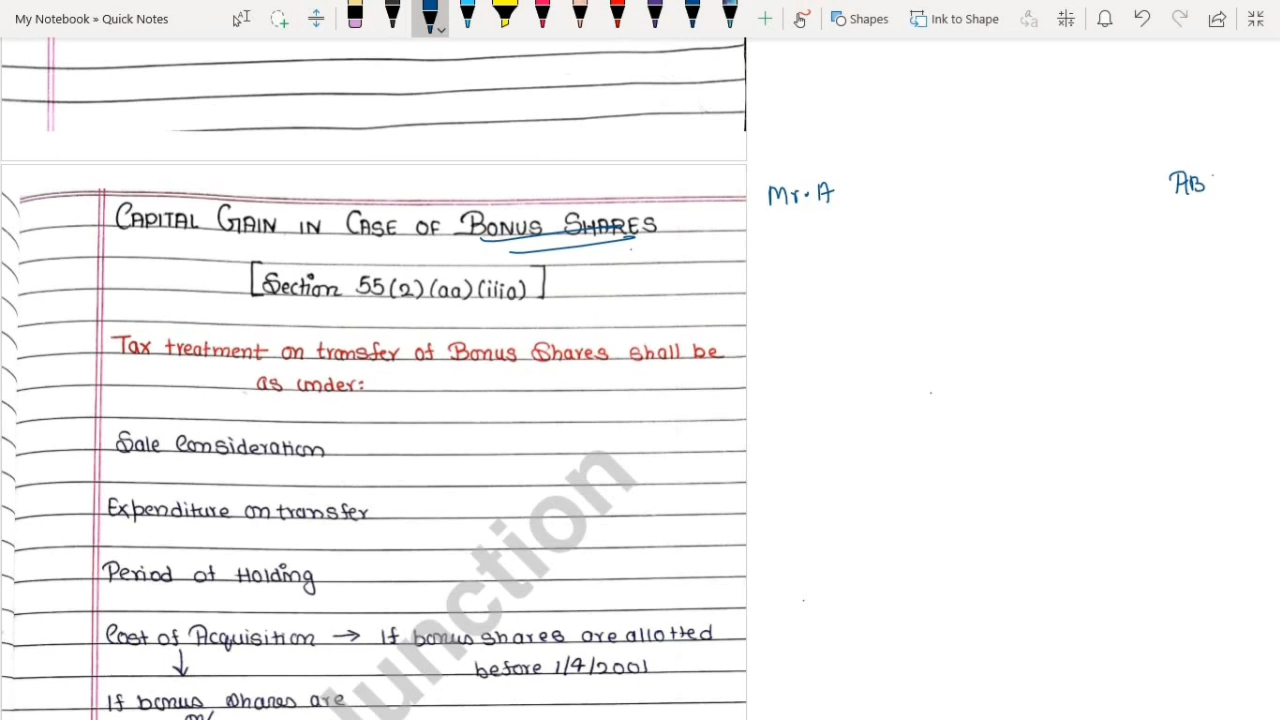 My Notebook » Quick Notes
Shapes
Ink to Shape
CAPITAL GAIN IN CASE OF BONUS SHARES
[Section 55(2)(aa)(iiia)]
Tax treatment on transfer of Bonus Shares shall be
as under:
Sale Consideration
Expenditure on transfer
Period of Holding
Cost of Acquisition → If bonus shares are allotted
before 1/4/2001
↓
If bonus shares are
Mr. A
AB
junction